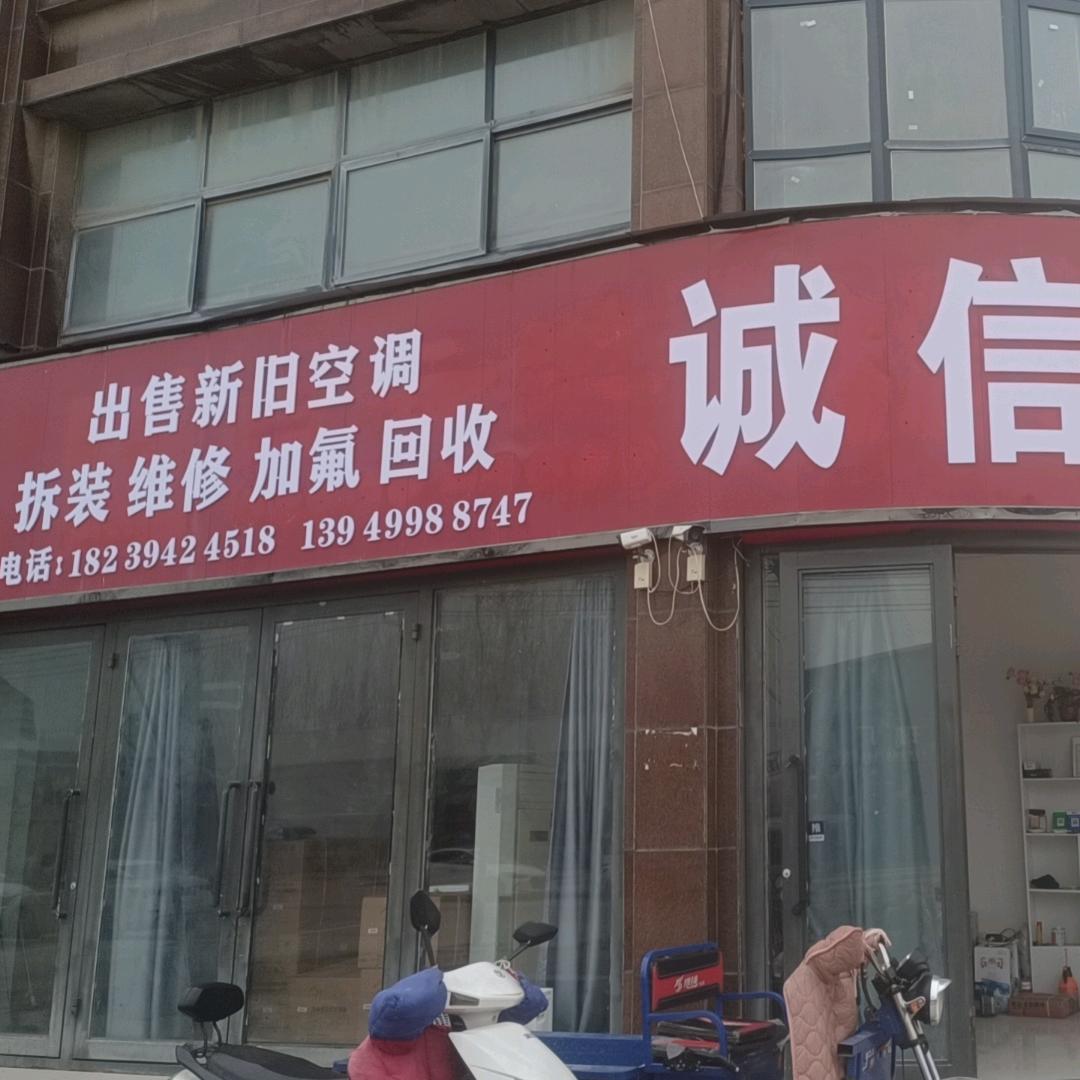 出售新旧空调
拆装 维修 加氟 回收
电话:182 3942 4518 139 4998 8747
诚信